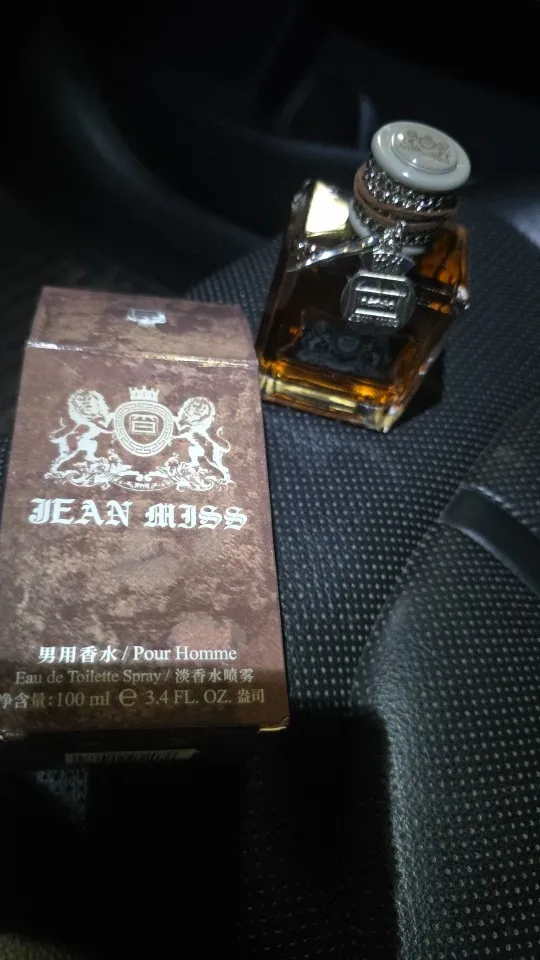 JEAN MISS
男用香水 / Pour Homme
Eau de Toilette Spray / 淡香水喷雾
净含量:100 ml ℮ 3.4 FL. OZ. 盎司